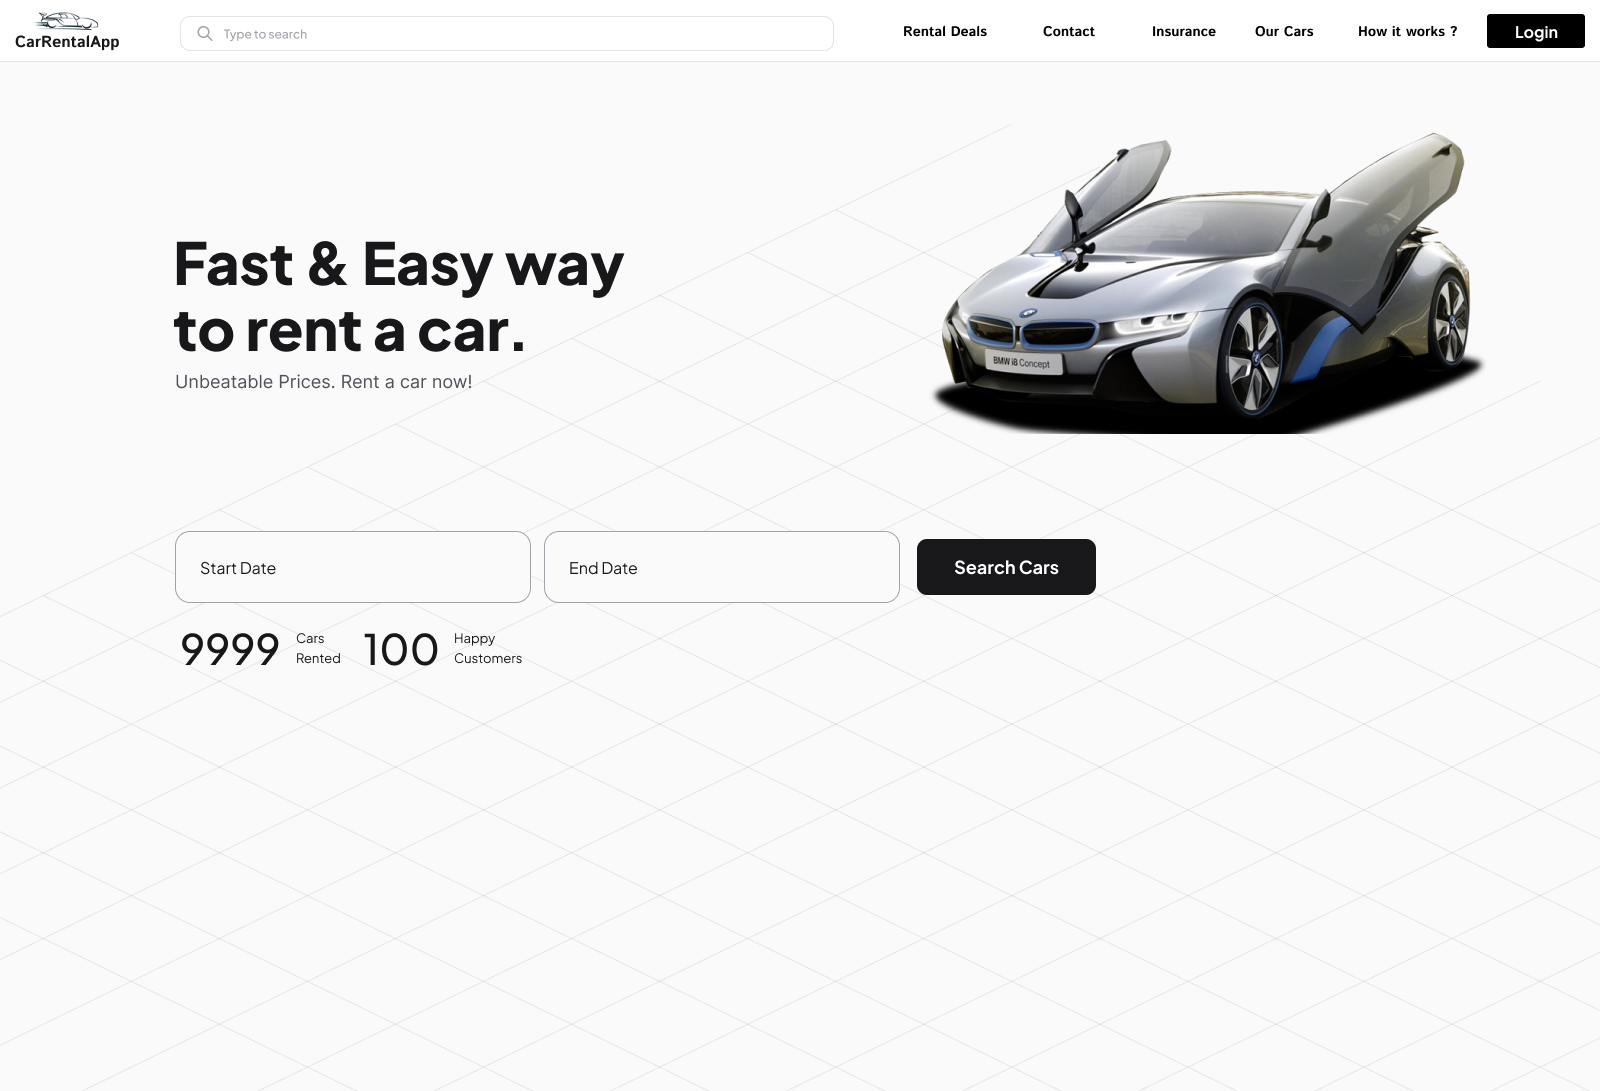 CarRentalApp
Type to search
Rental Deals
Contact
Insurance
Our Cars
How it works ?
Login
Fast & Easy way
to rent a car.
Unbeatable Prices. Rent a car now!
BMW i8 Concept
Start Date
End Date
Search Cars
9999
Cars
Rented
100
Happy
Customers